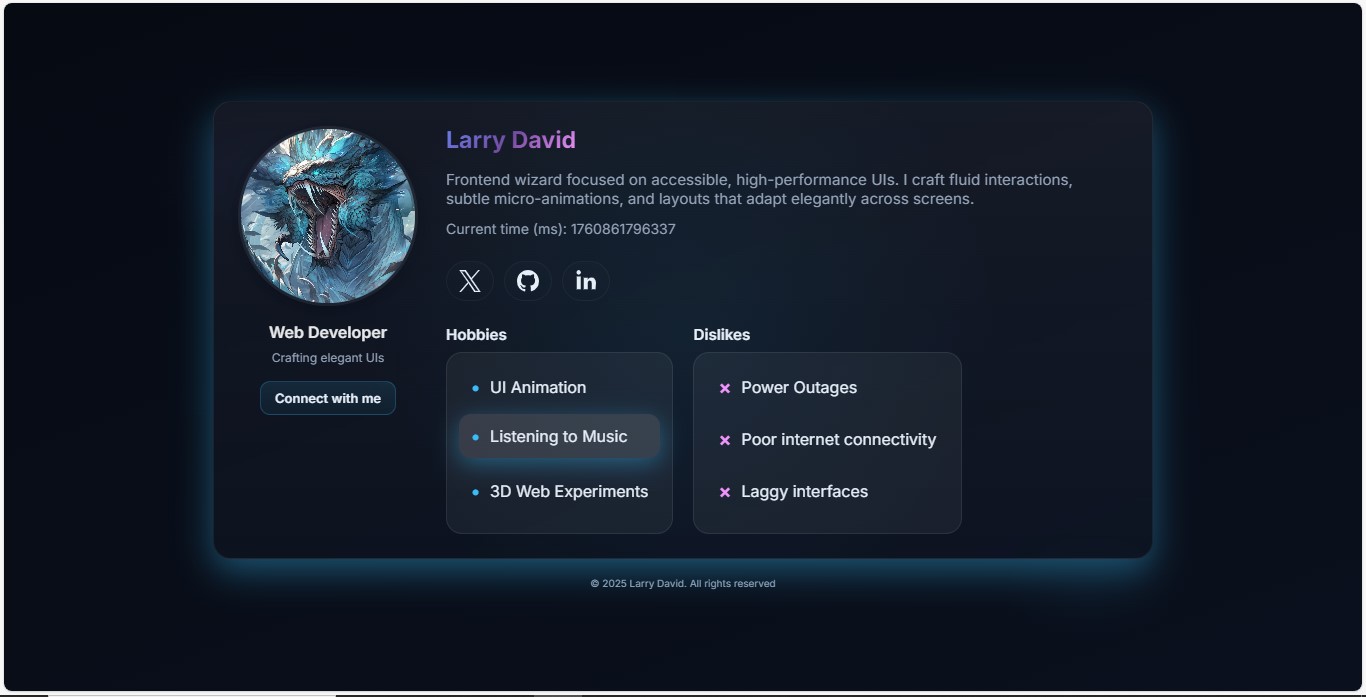 Larry David
Frontend wizard focused on accessible, high-performance UIs. I craft fluid interactions,
subtle micro-animations, and layouts that adapt elegantly across screens.
Current time (ms): 1760861796337
Web Developer
Crafting elegant UIs
Connect with me
Hobbies
UI Animation
Listening to Music
3D Web Experiments
Dislikes
Power Outages
Poor internet connectivity
Laggy interfaces
© 2025 Larry David. All rights reserved